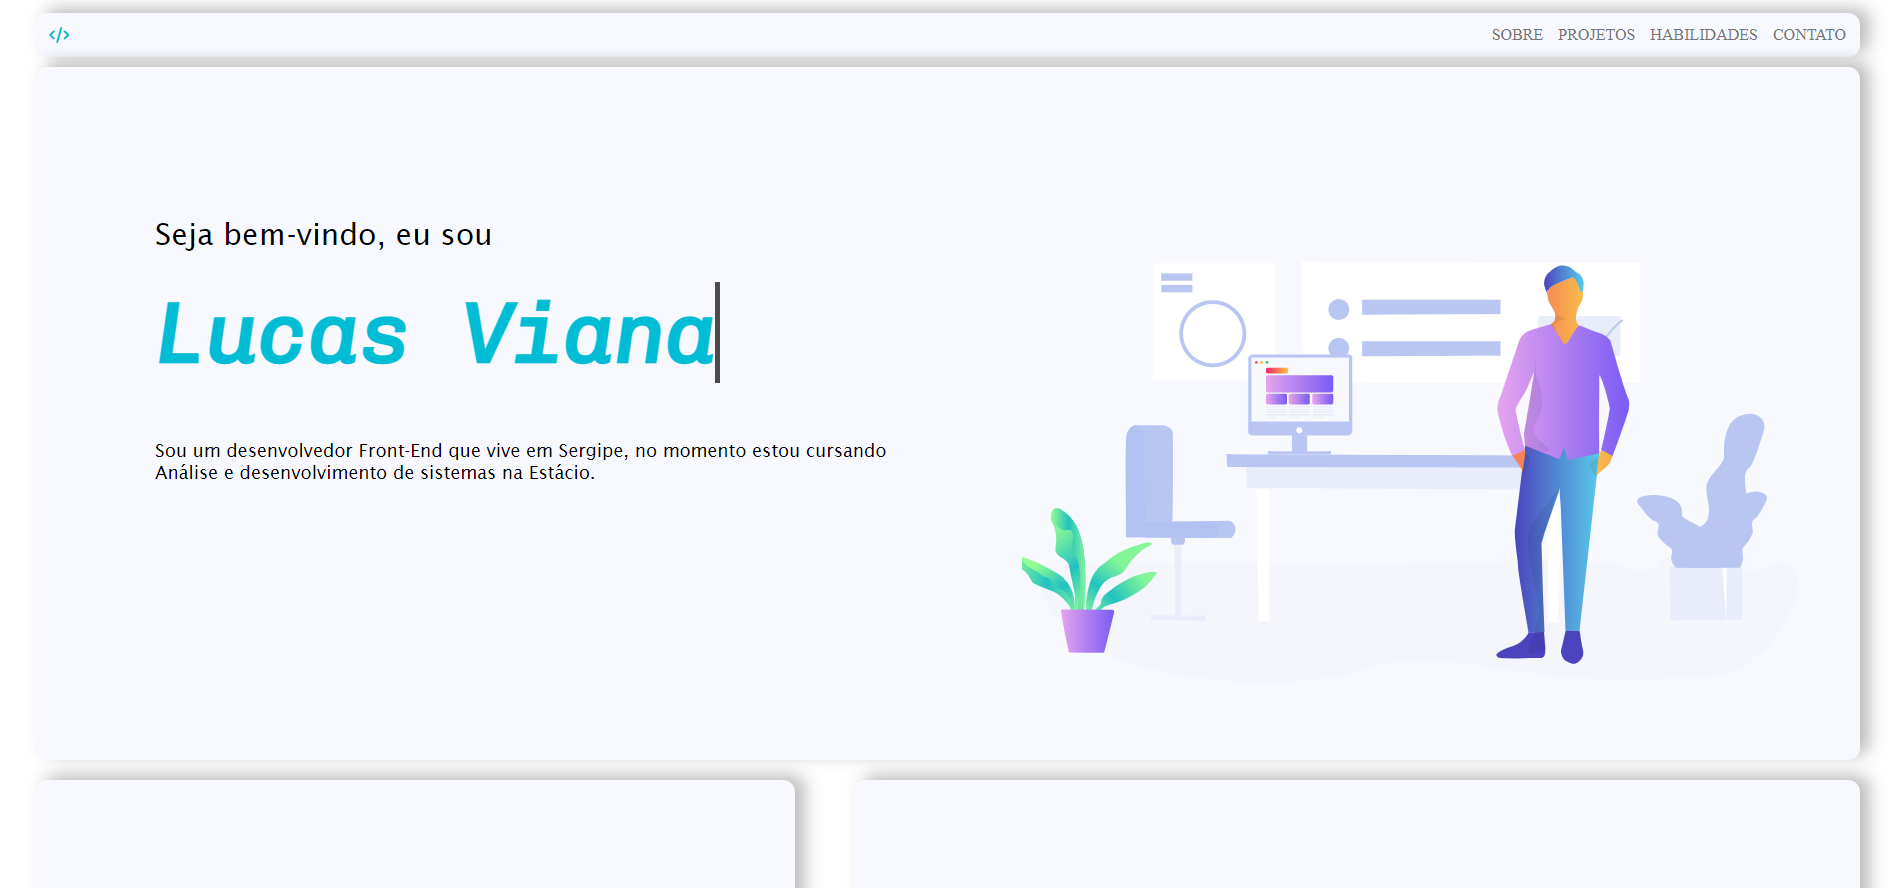 </>
SOBRE PROJETOS HABILIDADES CONTATO
Seja bem-vindo, eu sou
Lucas Viana
Sou um desenvolvedor Front-End que vive em Sergipe, no momento estou cursando
Análise e desenvolvimento de sistemas na Estácio.